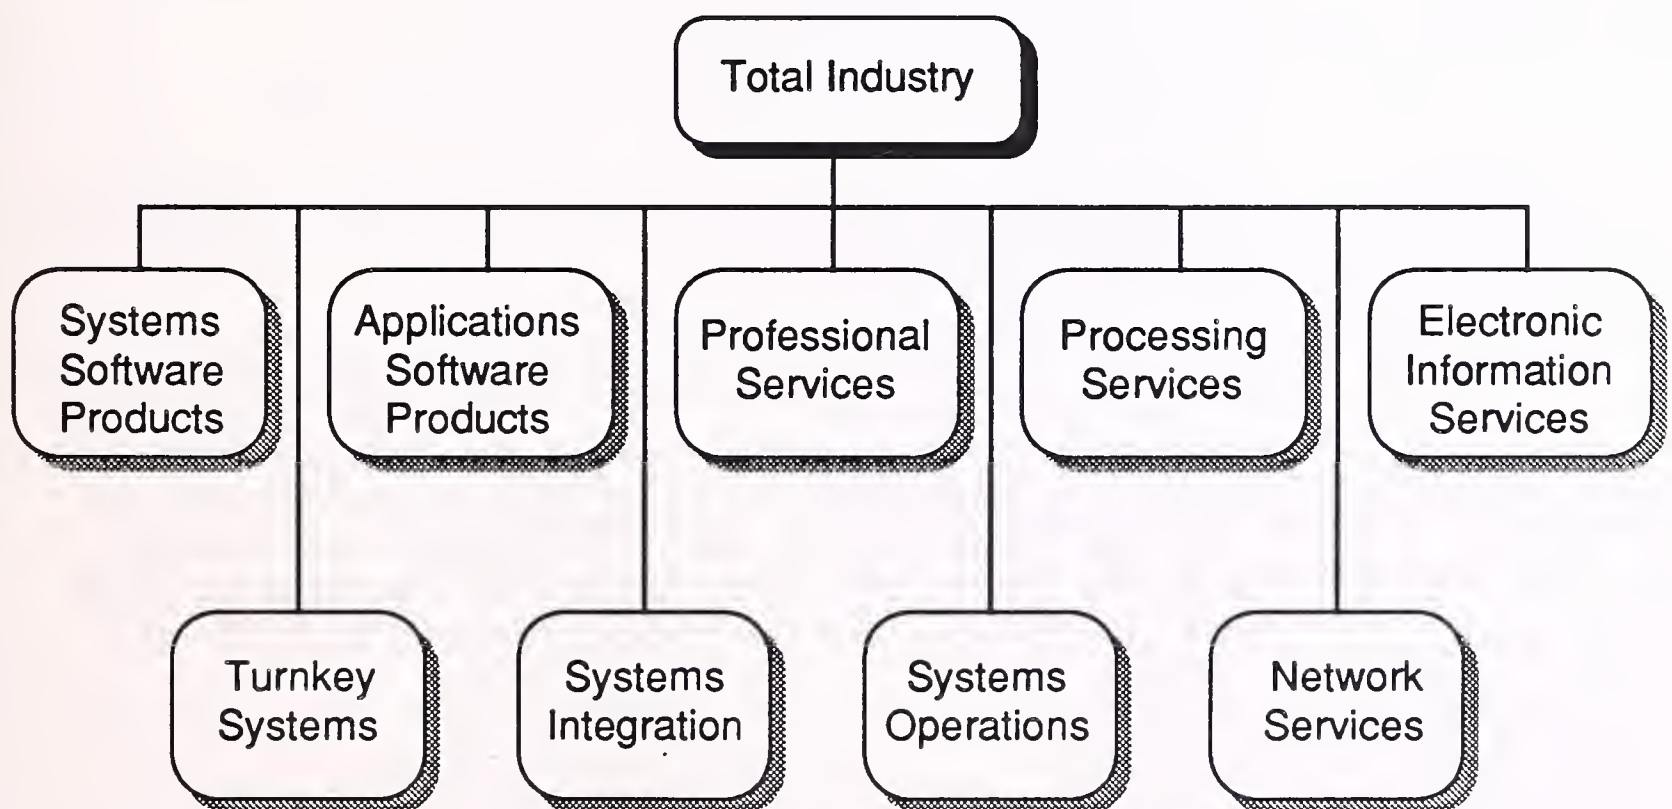 Total Industry
Systems
Software
Products
Applications
Software
Products
Professional
Services
Processing
Services
Electronic
Information
Services
Turnkey
Systems
Systems
Integration
Systems
Operations
Network
Services